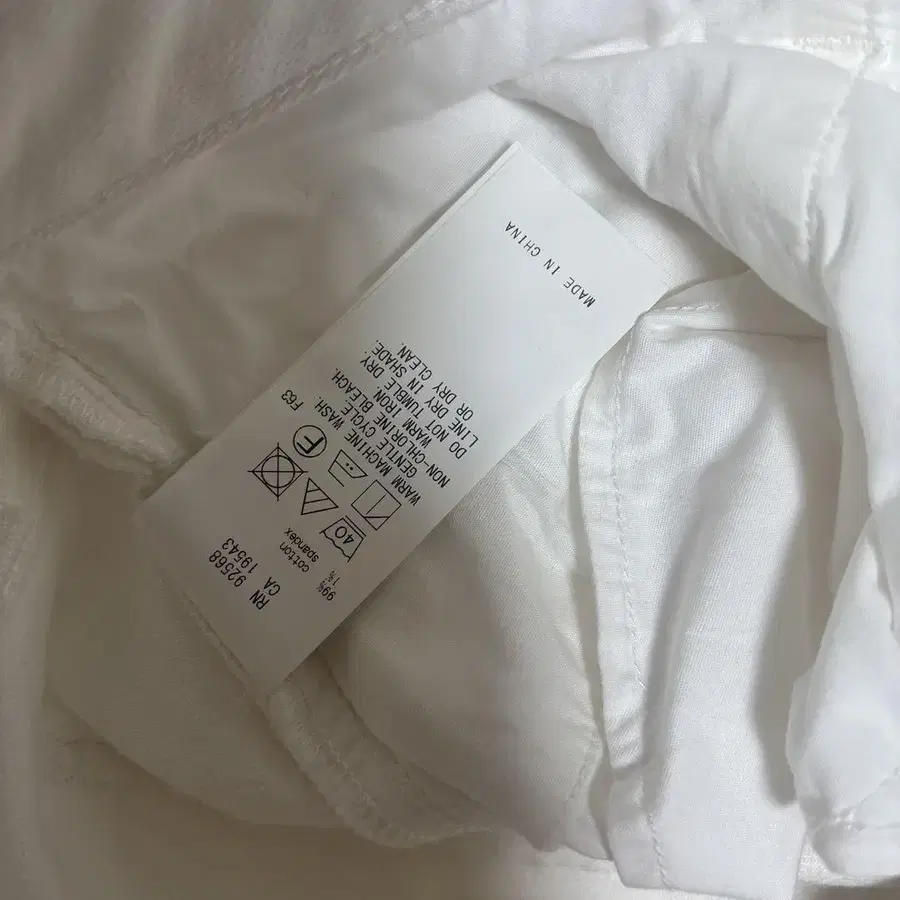 RN 92568
CA 19543
99% cotton
1% spandex
40
F
WARM MACHINE WASH. F63
GENTLE CYCLE.
NON-CHLORINE BLEACH.
WARM IRON.
DO NOT TUMBLE DRY.
LINE DRY IN SHADE.
OR DRY CLEAN.
MADE IN CHINA